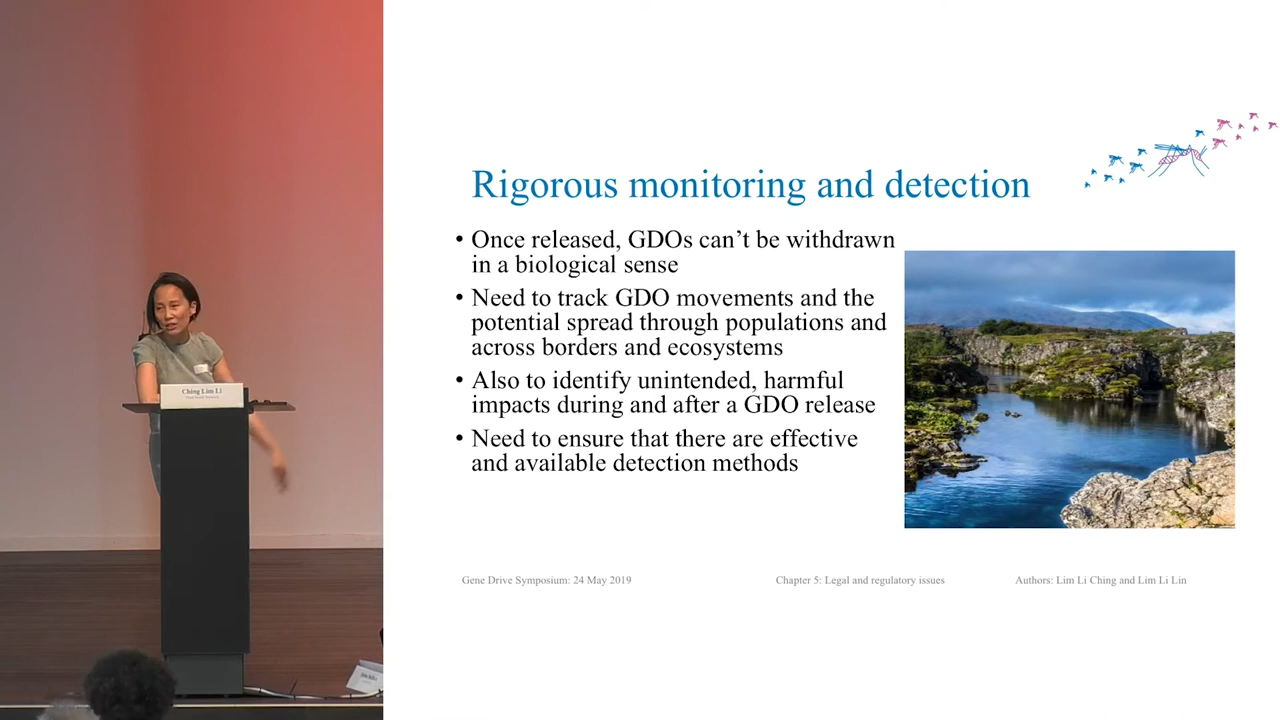 Rigorous monitoring and detection
• Once released, GDOs can’t be withdrawn
in a biological sense
• Need to track GDO movements and the
potential spread through populations and
across borders and ecosystems
• Also to identify unintended, harmful
impacts during and after a GDO release
• Need to ensure that there are effective
and available detection methods
Gene Drive Symposium: 24 May 2019
Chapter 5: Legal and regulatory issues
Authors: Lim Li Ching and Lim Li Lin
Ching Lim Li